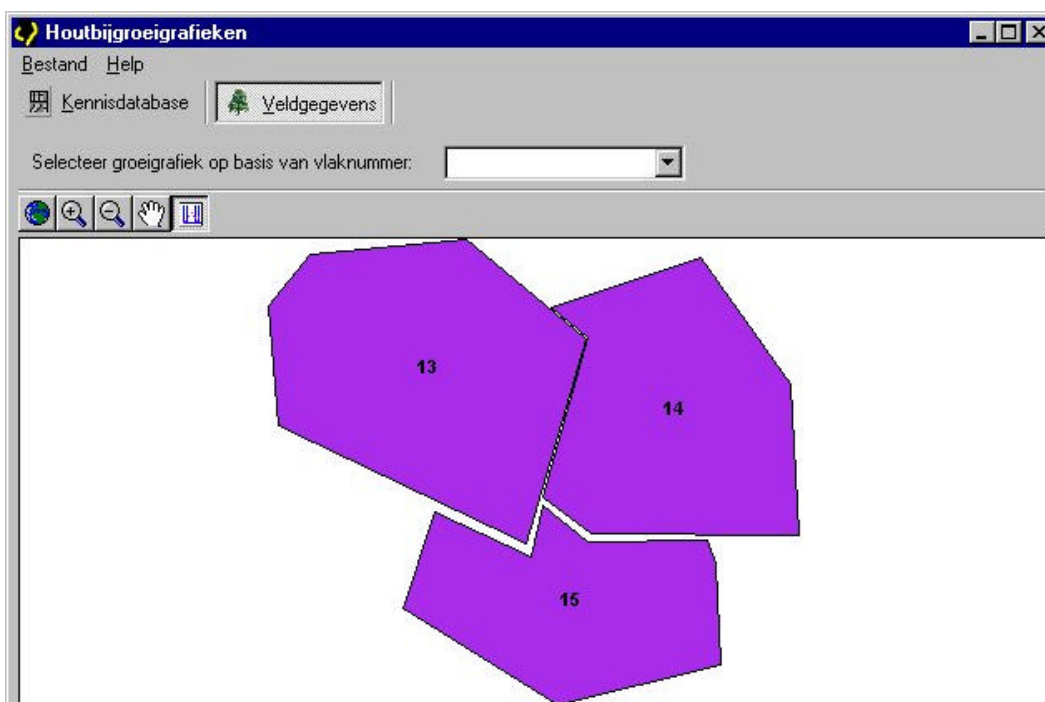 Houtbijgroeigrafieken
Bestand Help
Kennisdatabase Veldgegevens
Selecteer groeigrafiek op basis van vlaknummer:
13
14
15